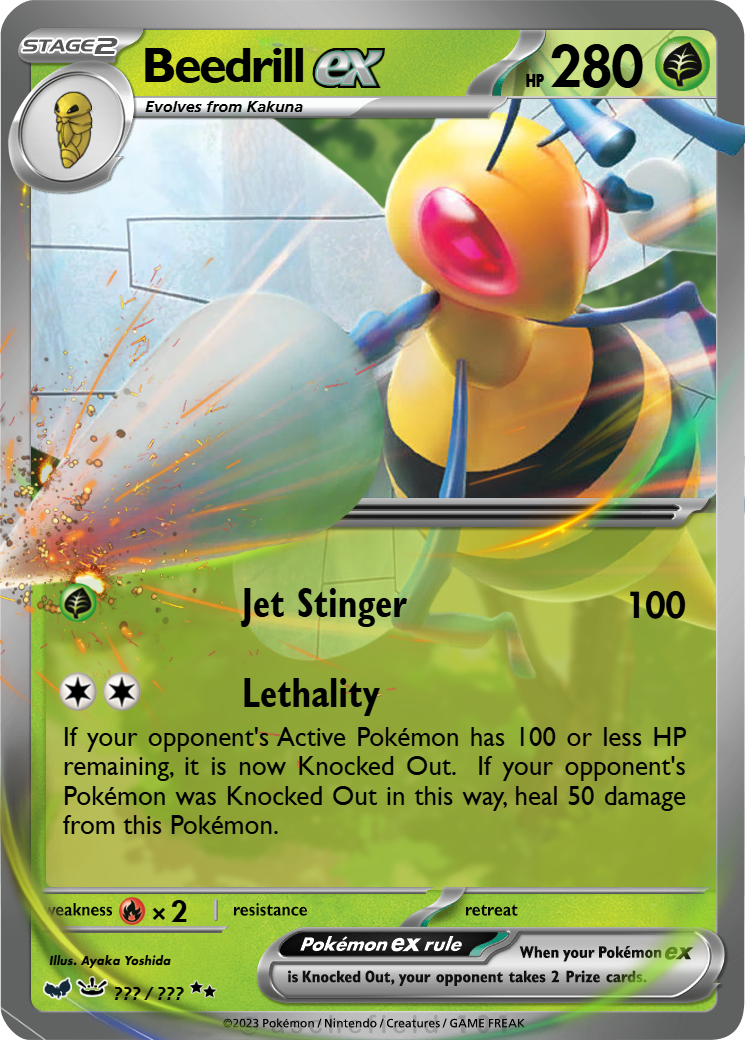 STAGE2
Beedrill ex
HP 280
Evolves from Kakuna
Jet Stinger 100
Lethality
If your opponent's Active Pokémon has 100 or less HP
remaining, it is now Knocked Out. If your opponent's
Pokémon was Knocked Out in this way, heal 50 damage
from this Pokémon.
weakness × 2 resistance retreat
Illus. Ayaka Yoshida
Pokémon ex rule
When your Pokémon ex
is Knocked Out, your opponent takes 2 Prize cards.
??? / ???
©2023 Pokémon / Nintendo / Creatures / GAME FREAK